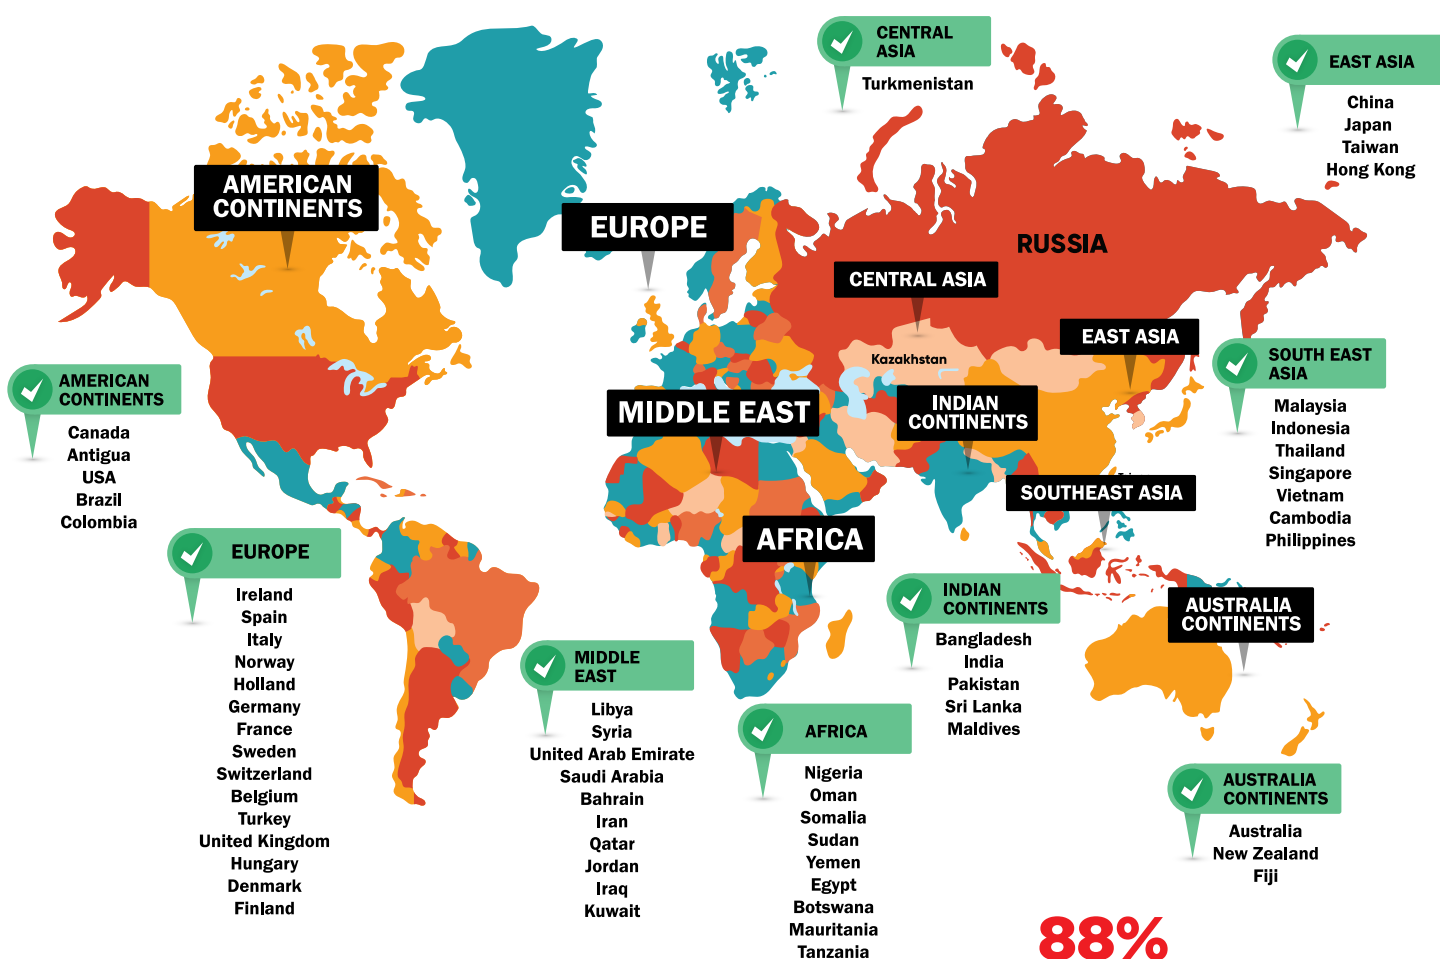 CENTRAL
ASIA
Turkmenistan
EAST ASIA
China
Japan
Taiwan
Hong Kong
AMERICAN
CONTINENTS
EUROPE
RUSSIA
CENTRAL ASIA
EAST ASIA
Kazakhstan
MIDDLE EAST
INDIAN
CONTINENTS
SOUTHEAST ASIA
AFRICA
AUSTRALIA
CONTINENTS
SOUTH EAST
ASIA
Malaysia
Indonesia
Thailand
Singapore
Vietnam
Cambodia
Philippines
AMERICAN
CONTINENTS
Canada
Antigua
USA
Brazil
Colombia
EUROPE
Ireland
Spain
Italy
Norway
Holland
Germany
France
Sweden
Switzerland
Belgium
Turkey
United Kingdom
Hungary
Denmark
Finland
MIDDLE
EAST
Libya
Syria
United Arab Emirate
Saudi Arabia
Bahrain
Iran
Qatar
Jordan
Iraq
Kuwait
AFRICA
Nigeria
Oman
Somalia
Sudan
Yemen
Egypt
Botswana
Mauritania
Tanzania
INDIAN
CONTINENTS
Bangladesh
India
Pakistan
Sri Lanka
Maldives
AUSTRALIA
CONTINENTS
Australia
New Zealand
Fiji
88%